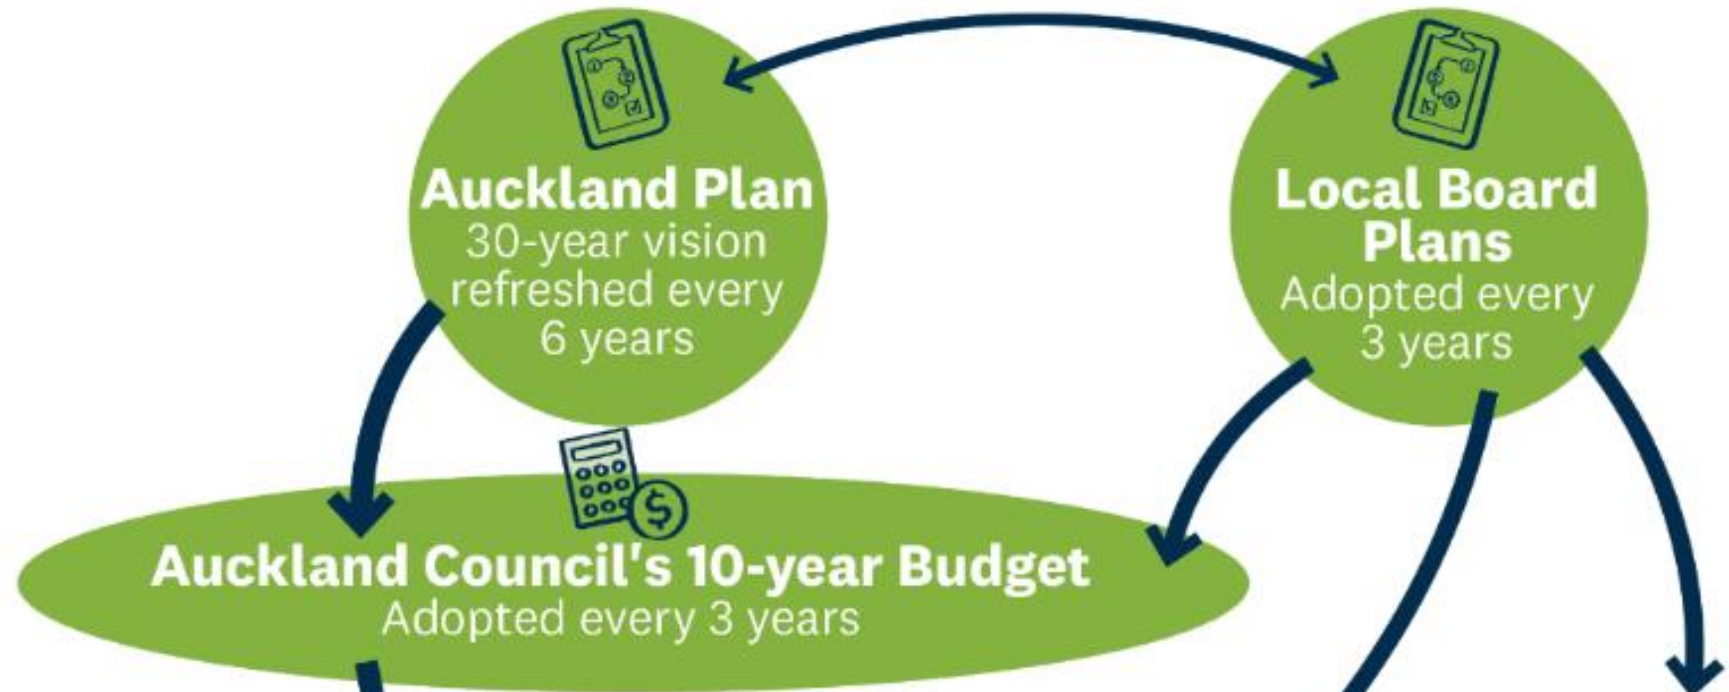 Auckland Plan
30-year vision
refreshed every
6 years
Local Board
Plans
Adopted every
3 years
$
Auckland Council's 10-year Budget
Adopted every 3 years